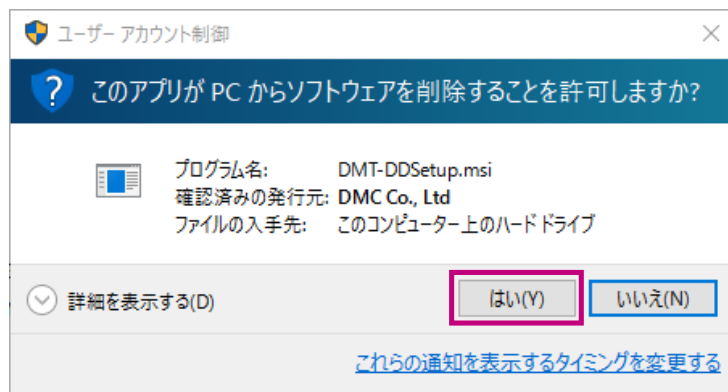 ユーザー アカウント制御
このアプリが PC からソフトウェアを削除することを許可しますか?
プログラム名: DMT-DDSetup.msi
確認済みの発行元: DMC Co., Ltd
ファイルの入手先: このコンピューター上のハード ドライブ
詳細を表示する(D) はい(Y) いいえ(N)
これらの通知を表示するタイミングを変更する